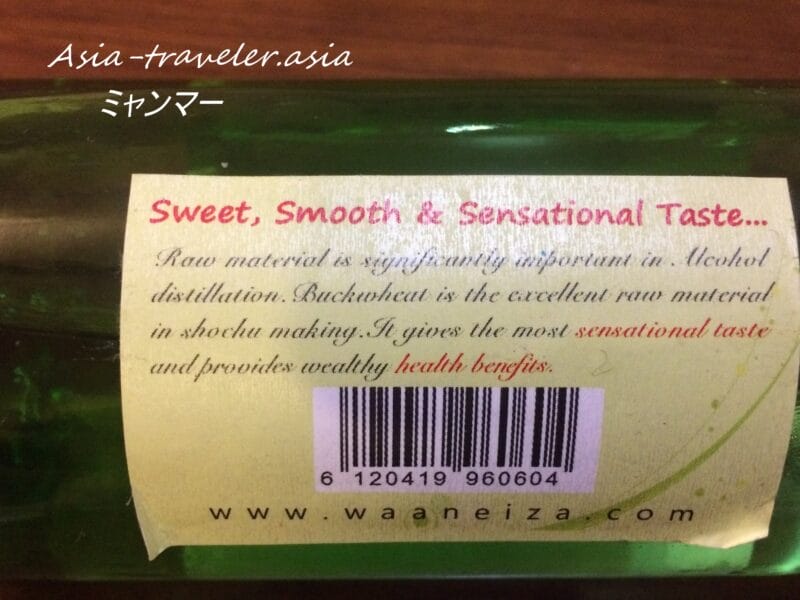 Asia-traveler.asia
ミャンマー
Sweet, Smooth & Sensational Taste...
Raw material is significantly important in Alcohol
distillation.Buckwheat is the excellent raw material
in shochu making.It gives the most sensational taste
and provides wealthy health benefits.
6 120419 960604
www.waaneiza.com